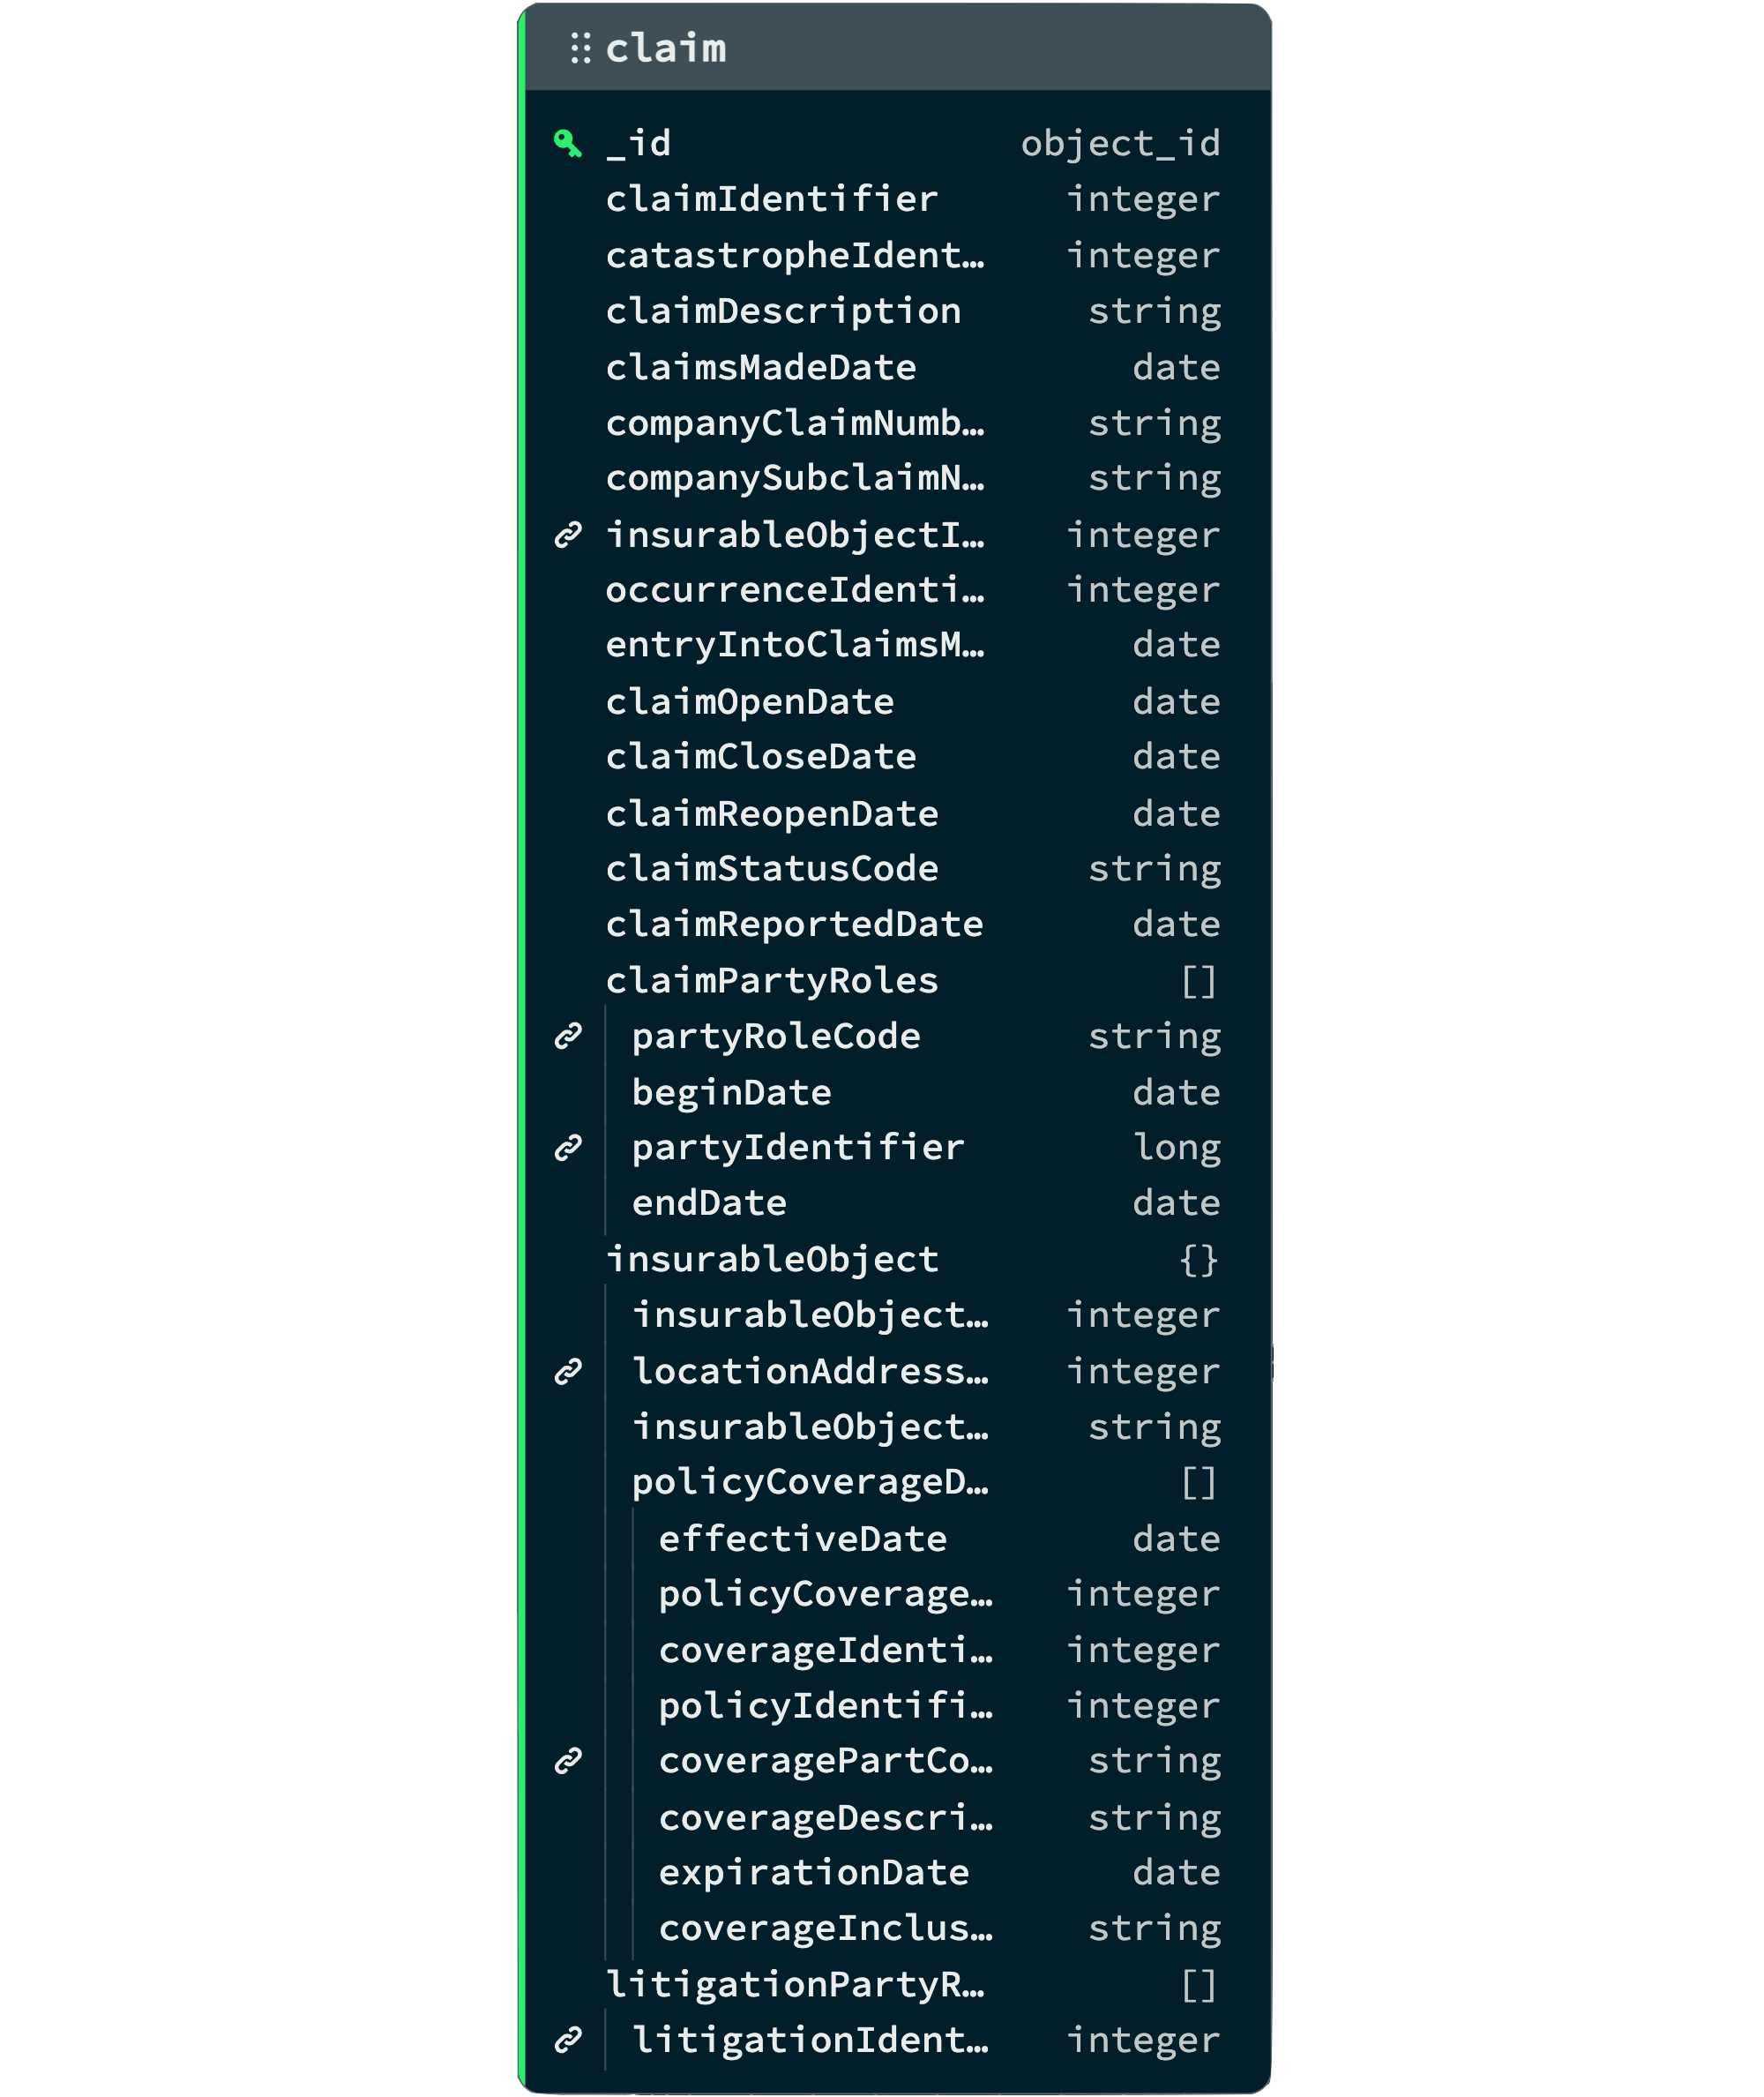 claim
_id object_id
claimIdentifier integer
catastropheIdent… integer
claimDescription string
claimsMadeDate date
companyClaimNumb… string
companySubclaimN… string
insurableObjectI… integer
occurrenceIdenti… integer
entryIntoClaimsM… date
claimOpenDate date
claimCloseDate date
claimReopenDate date
claimStatusCode string
claimReportedDate date
claimPartyRoles []
partyRoleCode string
beginDate date
partyIdentifier long
endDate date
insurableObject {}
insurableObject… integer
locationAddress… integer
insurableObject… string
policyCoverageD… []
effectiveDate date
policyCoverage… integer
coverageIdenti… integer
policyIdentifi… integer
coveragePartCo… string
coverageDescri… string
expirationDate date
coverageInclus… string
litigationPartyR… []
litigationIdent… integer